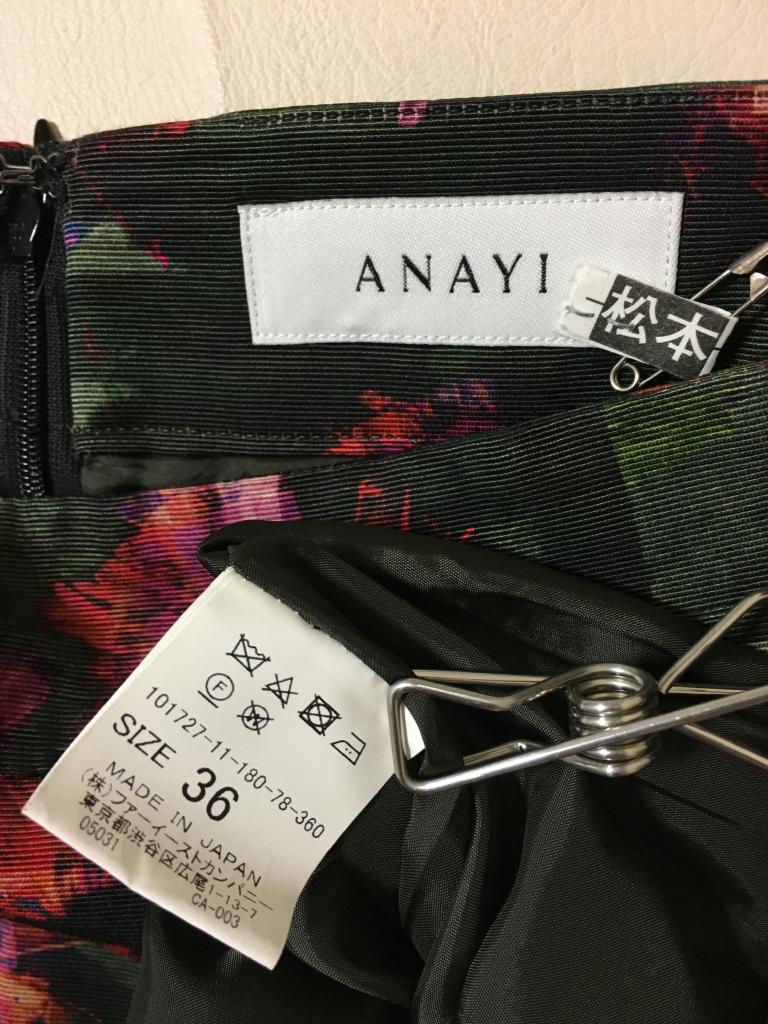 ANAYI
松本
F
W
101727-11-180-78-360
SIZE 36
MADE IN JAPAN
(株)ファーイーストカンパニー
東京都渋谷区広尾1-13-7
05031 CA-003